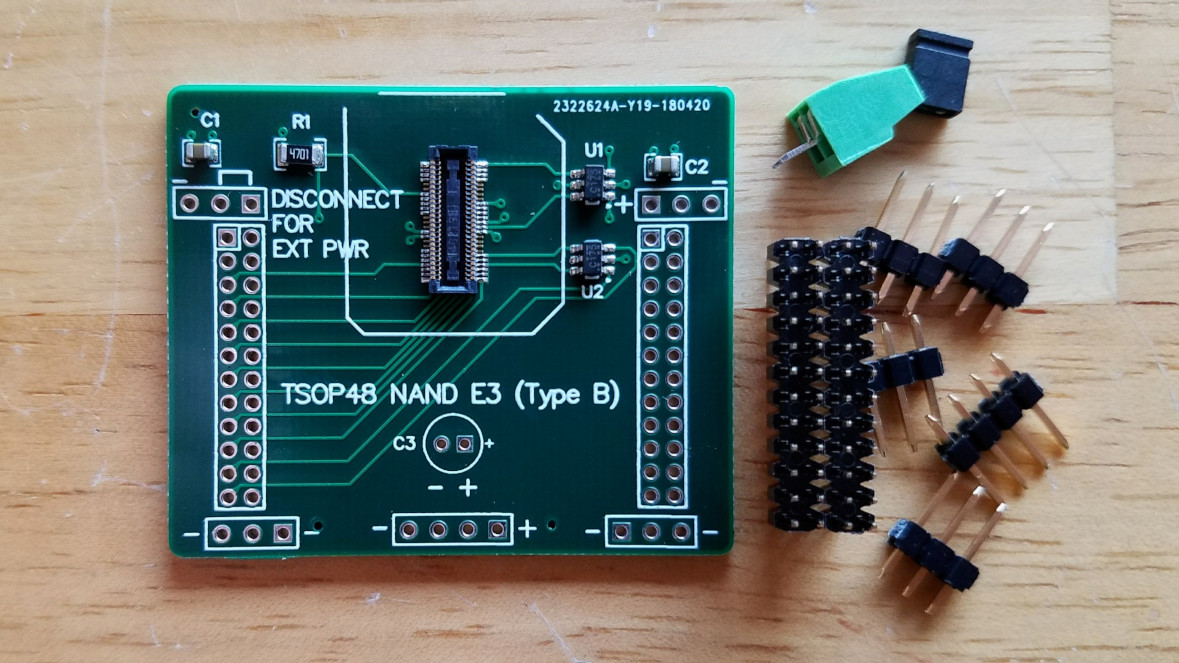 2322624A-Y19-180420
C1
R1
U1
4701
C2
+
DISCONNECT
FOR
EXT PWR
U2
TSOP48 NAND E3 (Type B)
C3
+
- +
- -
- +
- -